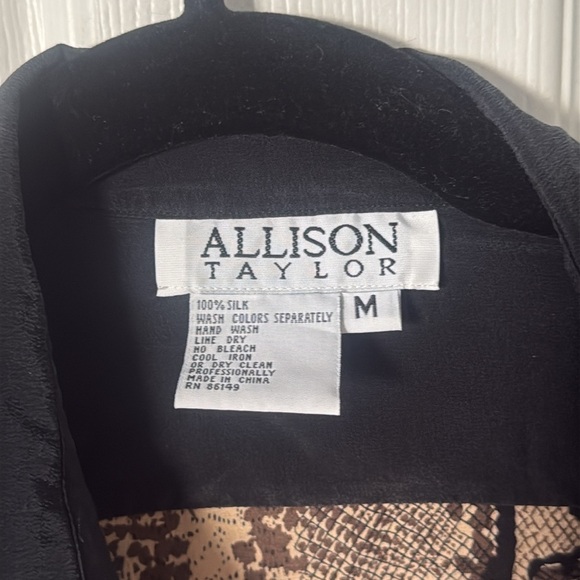 ALLISON
TAYLOR
M
100% SILK
WASH COLORS SEPARATELY
HAND WASH
LINE DRY
NO BLEACH
COOL IRON
OR DRY CLEAN
PROFESSIONALLY
MADE IN CHINA
RN 86149